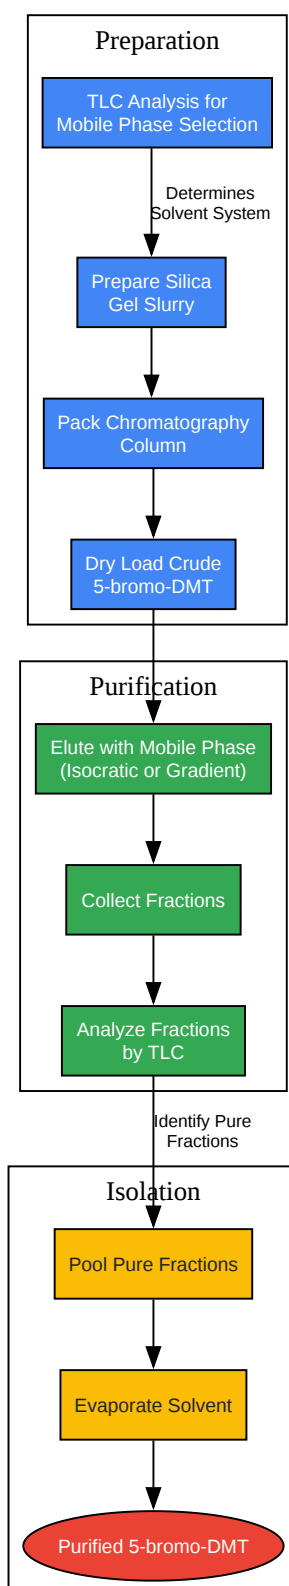 Preparation
TLC Analysis for
Mobile Phase Selection
Determines
Solvent System
Prepare Silica
Gel Slurry
Pack Chromatography
Column
Dry Load Crude
5-bromo-DMT
Purification
Elute with Mobile Phase
(Isocratic or Gradient)
Collect Fractions
Analyze Fractions
by TLC
Identify Pure
Fractions
Isolation
Pool Pure Fractions
Evaporate Solvent
Purified 5-bromo-DMT